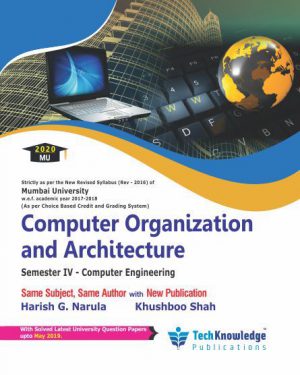 2020
MU
Strictly as per the New Revised Syllabus (Rev - 2016) of
Mumbai University
w.e.f. academic year 2017-2018
(As per Choice Based Credit and Grading System)
Computer Organization
and Architecture
Semester IV - Computer Engineering
Same Subject, Same Author with New Publication
Harish G. Narula Khushboo Shah
With Solved Latest University Question Papers
upto May 2019.
TechKnowledge
Publications